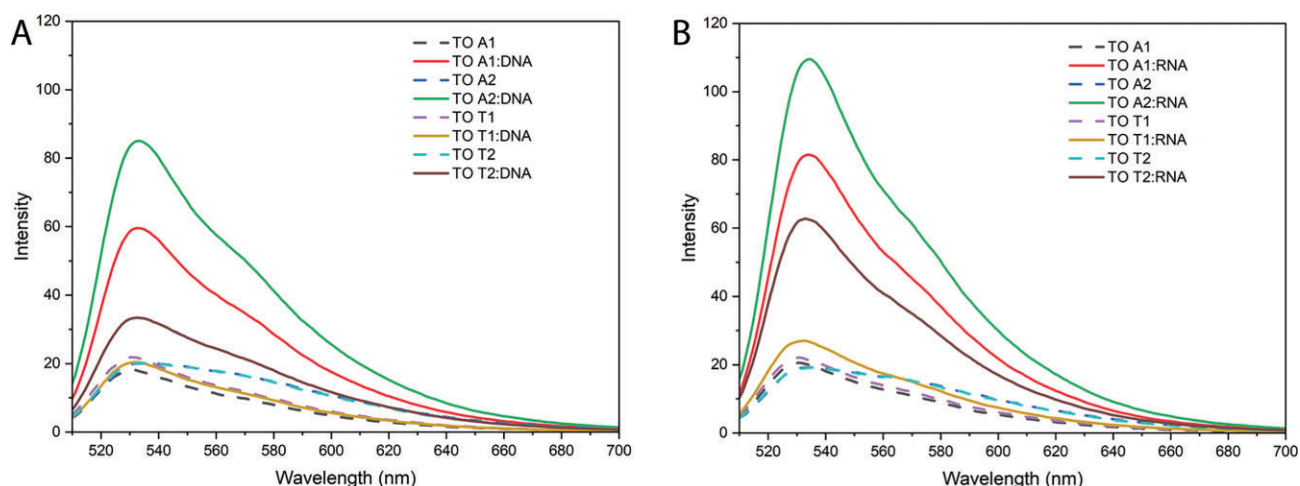 A
120
100
80
60
40
20
0
Intensity
TO A1
TO A1:DNA
TO A2
TO A2:DNA
TO T1
TO T1:DNA
TO T2
TO T2:DNA
520 540 560 580 600 620 640 660 680 700
Wavelength (nm)
B
120
100
80
60
40
20
0
Intensity
TO A1
TO A1:RNA
TO A2
TO A2:RNA
TO T1
TO T1:RNA
TO T2
TO T2:RNA
520 540 560 580 600 620 640 660 680 700
Wavelength (nm)